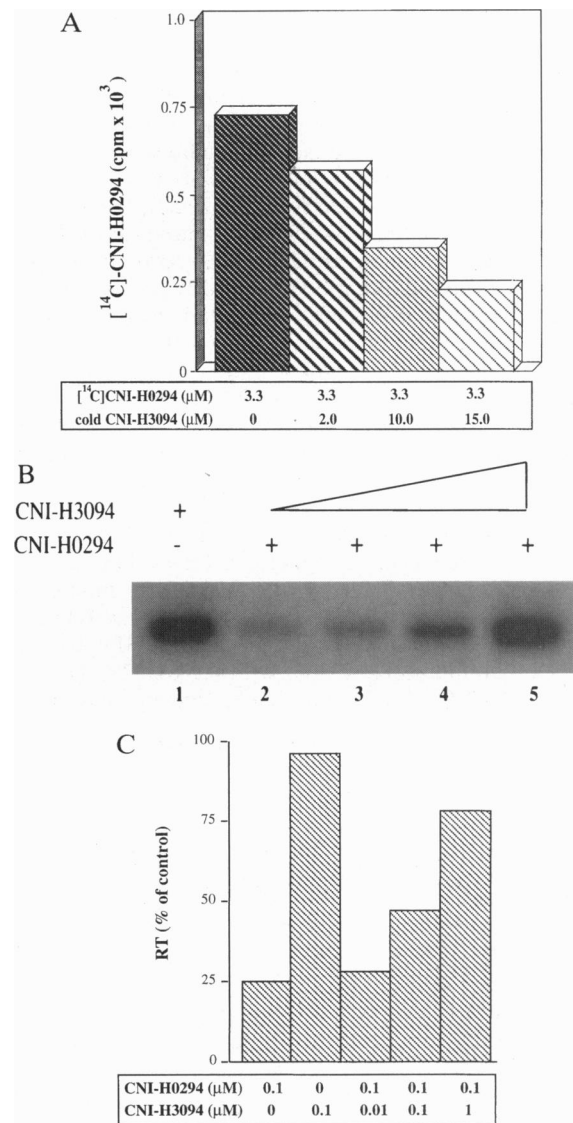 A
[¹⁴C]-CNI-H0294 (cpm x 10³)
1.0
0.75
0.5
0.25
0
[¹⁴C]CNI-H0294 (µM) 3.3 3.3 3.3 3.3
cold CNI-H3094 (µM) 0 2.0 10.0 15.0
B
CNI-H3094 +
CNI-H0294 - + + + +
1 2 3 4 5
C
RT (% of control)
100
75
50
25
0
CNI-H0294 (µM) 0.1 0 0.1 0.1 0.1
CNI-H3094 (µM) 0 0.1 0.01 0.1 1